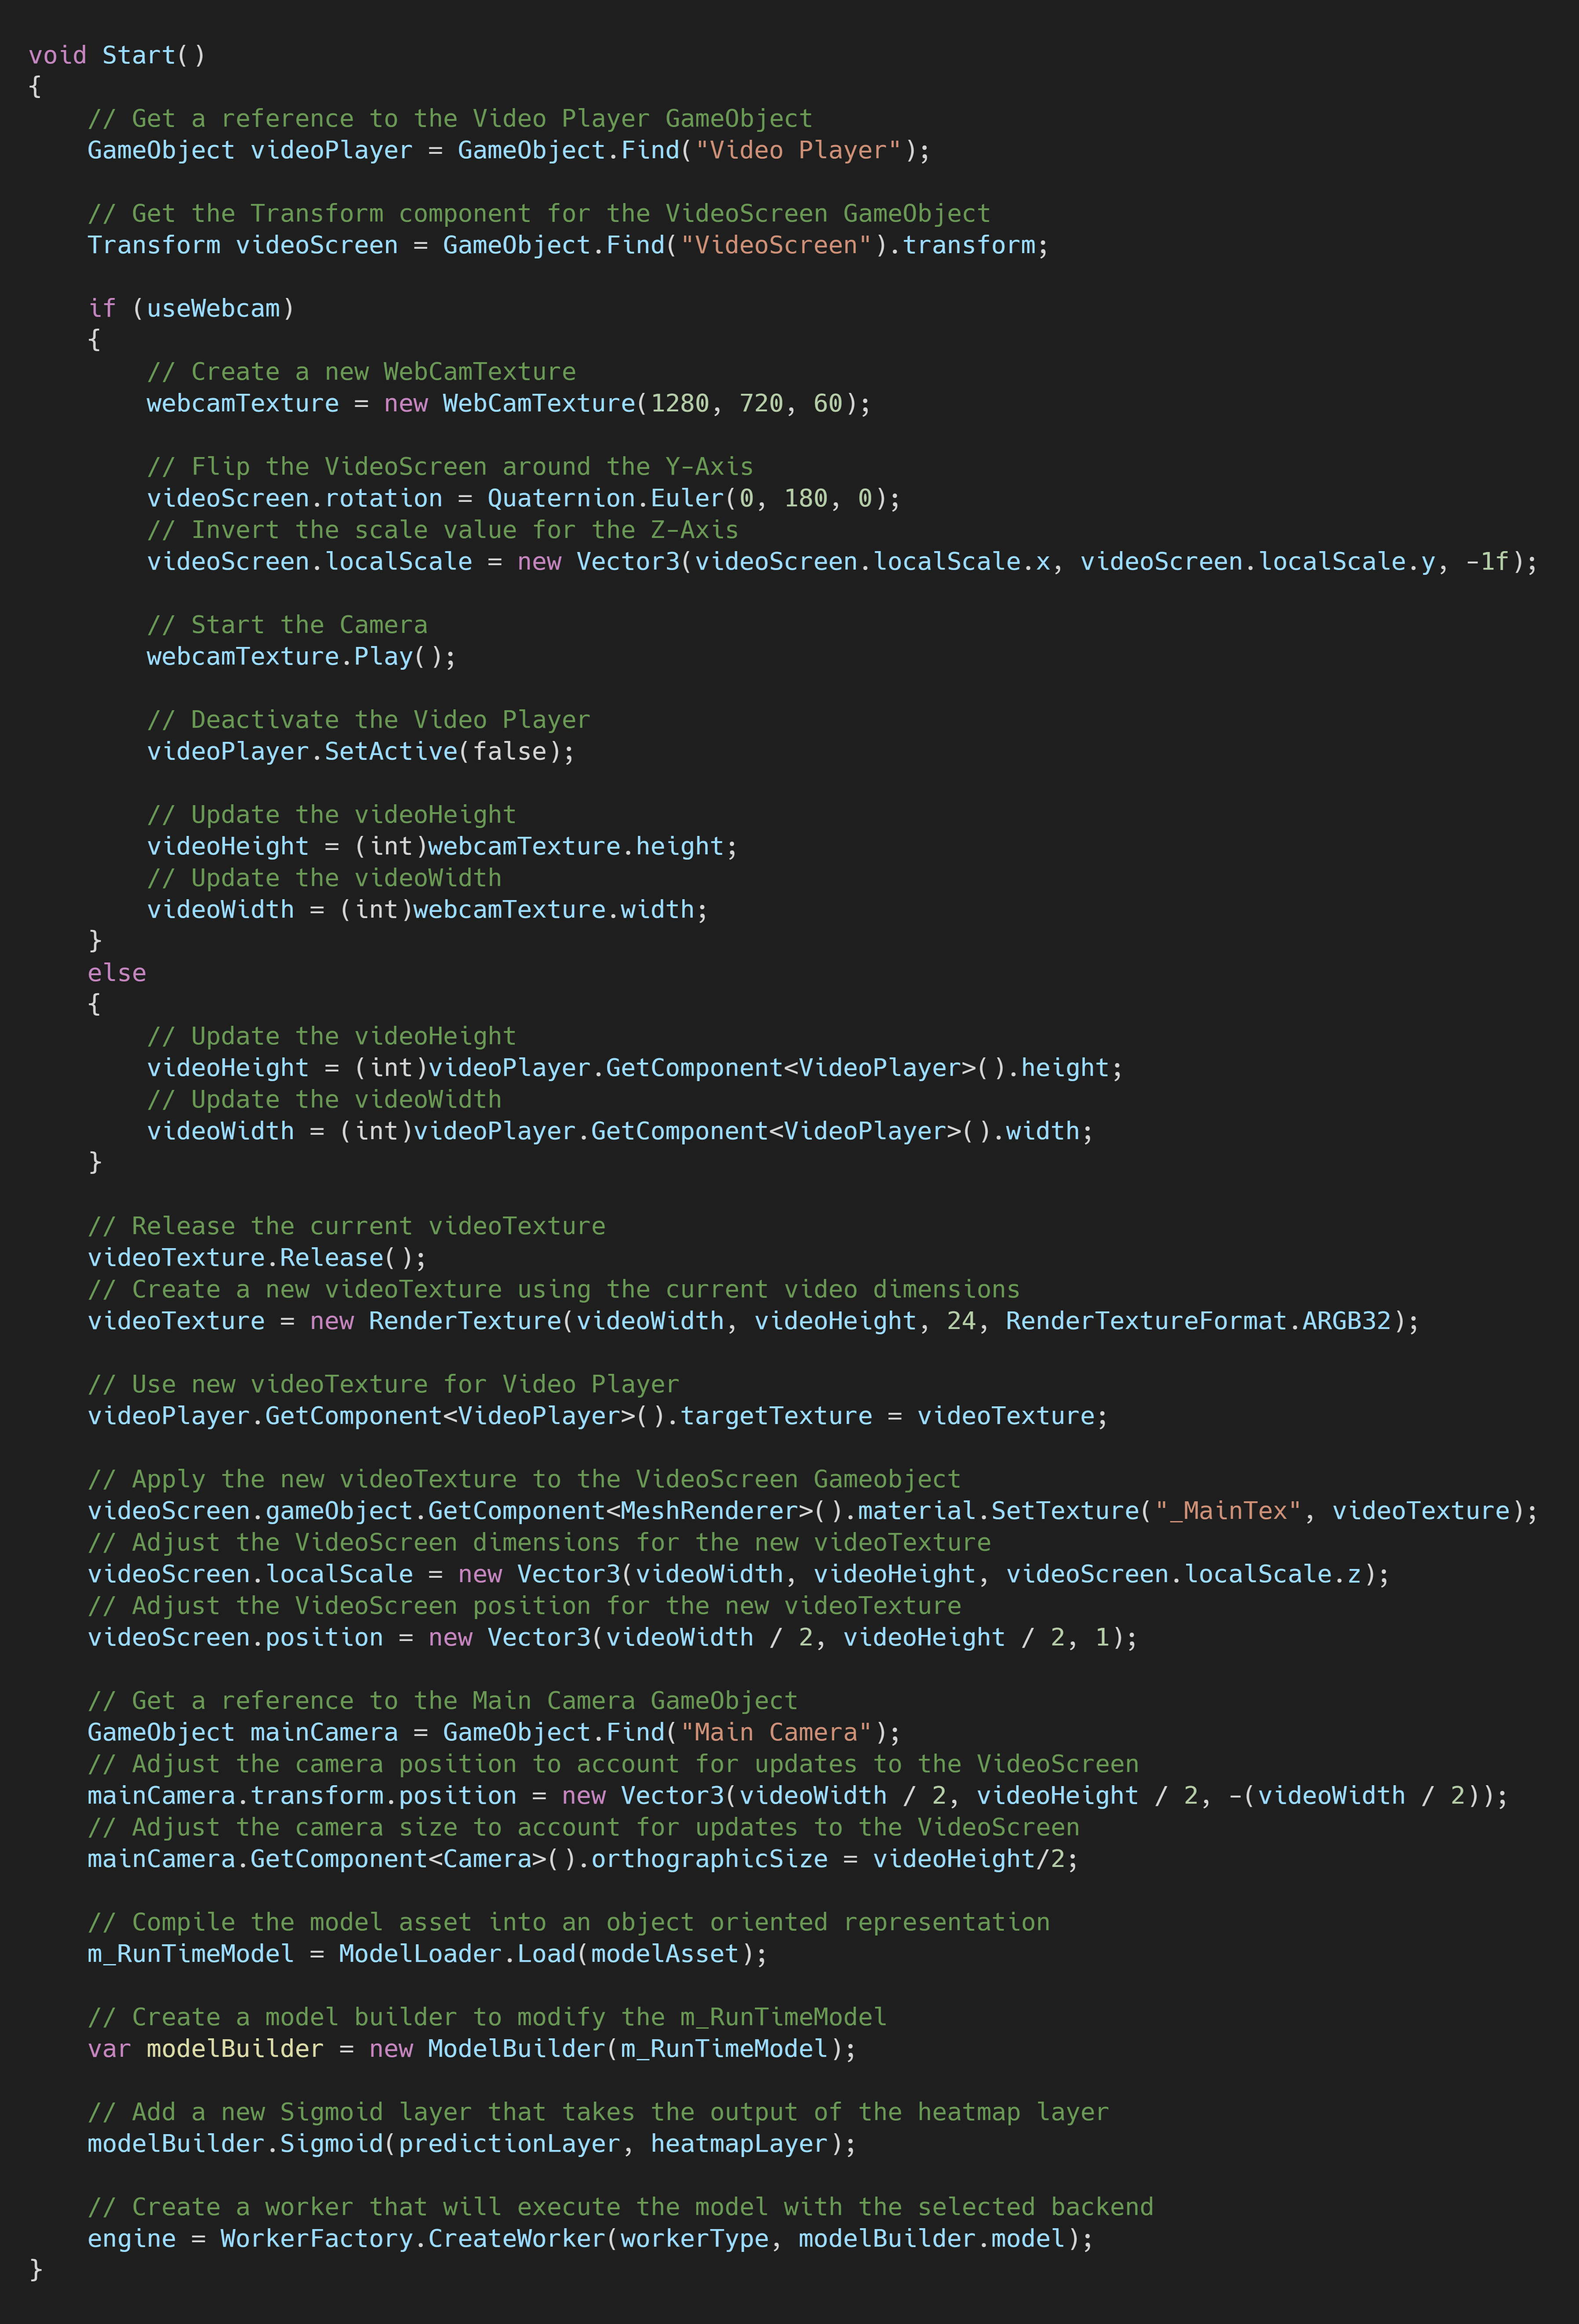 void Start()
{
    // Get a reference to the Video Player GameObject
    GameObject videoPlayer = GameObject.Find("Video Player");

    // Get the Transform component for the VideoScreen GameObject
    Transform videoScreen = GameObject.Find("VideoScreen").transform;

    if (useWebcam)
    {
        // Create a new WebCamTexture
        webcamTexture = new WebCamTexture(1280, 720, 60);

        // Flip the VideoScreen around the Y-Axis
        videoScreen.rotation = Quaternion.Euler(0, 180, 0);
        // Invert the scale value for the Z-Axis
        videoScreen.localScale = new Vector3(videoScreen.localScale.x, videoScreen.localScale.y, -1f);

        // Start the Camera
        webcamTexture.Play();

        // Deactivate the Video Player
        videoPlayer.SetActive(false);

        // Update the videoHeight
        videoHeight = (int)webcamTexture.height;
        // Update the videoWidth
        videoWidth = (int)webcamTexture.width;
    }
    else
    {
        // Update the videoHeight
        videoHeight = (int)videoPlayer.GetComponent<VideoPlayer>().height;
        // Update the videoWidth
        videoWidth = (int)videoPlayer.GetComponent<VideoPlayer>().width;
    }

    // Release the current videoTexture
    videoTexture.Release();
    // Create a new videoTexture using the current video dimensions
    videoTexture = new RenderTexture(videoWidth, videoHeight, 24, RenderTextureFormat.ARGB32);

    // Use new videoTexture for Video Player
    videoPlayer.GetComponent<VideoPlayer>().targetTexture = videoTexture;

    // Apply the new videoTexture to the VideoScreen Gameobject
    videoScreen.gameObject.GetComponent<MeshRenderer>().material.SetTexture("_MainTex", videoTexture);
    // Adjust the VideoScreen dimensions for the new videoTexture
    videoScreen.localScale = new Vector3(videoWidth, videoHeight, videoScreen.localScale.z);
    // Adjust the VideoScreen position for the new videoTexture
    videoScreen.position = new Vector3(videoWidth / 2, videoHeight / 2, 1);

    // Get a reference to the Main Camera GameObject
    GameObject mainCamera = GameObject.Find("Main Camera");
    // Adjust the camera position to account for updates to the VideoScreen
    mainCamera.transform.position = new Vector3(videoWidth / 2, videoHeight / 2, -(videoWidth / 2));
    // Adjust the camera size to account for updates to the VideoScreen
    mainCamera.GetComponent<Camera>().orthographicSize = videoHeight/2;

    // Compile the model asset into an object oriented representation
    m_RunTimeModel = ModelLoader.Load(modelAsset);

    // Create a model builder to modify the m_RunTimeModel
    var modelBuilder = new ModelBuilder(m_RunTimeModel);

    // Add a new Sigmoid layer that takes the output of the heatmap layer
    modelBuilder.Sigmoid(predictionLayer, heatmapLayer);

    // Create a worker that will execute the model with the selected backend
    engine = WorkerFactory.CreateWorker(workerType, modelBuilder.model);
}